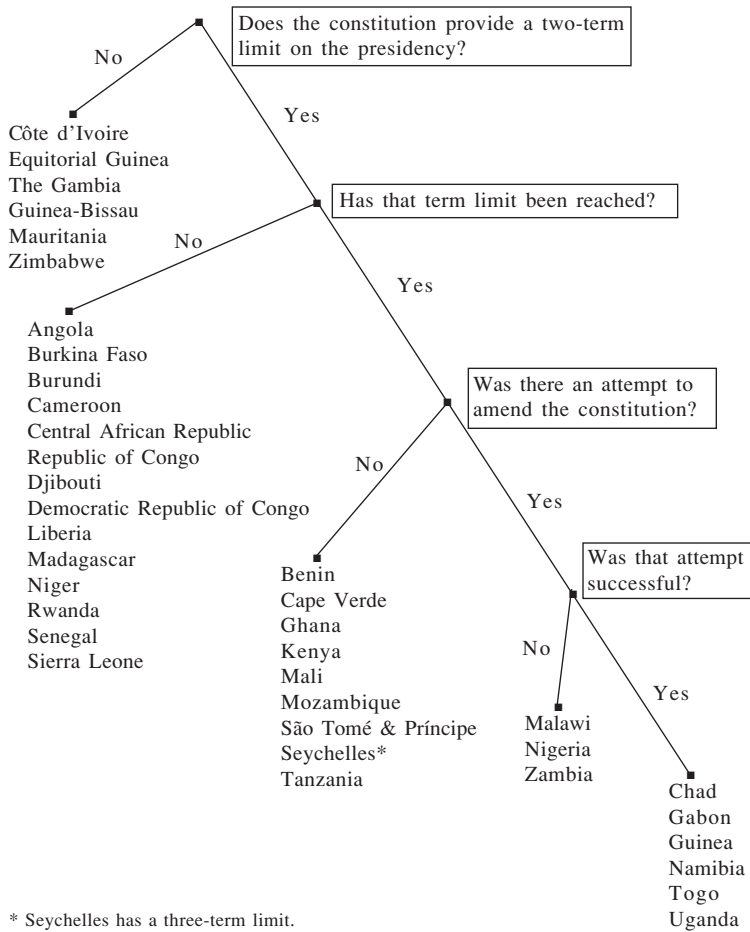 Does the constitution provide a two-term
limit on the presidency?
No
Yes
Côte d'Ivoire
Equitorial Guinea
The Gambia
Guinea-Bissau
Mauritania
Zimbabwe
Has that term limit been reached?
No
Yes
Angola
Burkina Faso
Burundi
Cameroon
Central African Republic
Republic of Congo
Djibouti
Democratic Republic of Congo
Liberia
Madagascar
Niger
Rwanda
Senegal
Sierra Leone
Was there an attempt to
amend the constitution?
No
Yes
Benin
Cape Verde
Ghana
Kenya
Mali
Mozambique
São Tomé & Príncipe
Seychelles*
Tanzania
Was that attempt
successful?
No
Yes
Malawi
Nigeria
Zambia
Chad
Gabon
Guinea
Namibia
Togo
Uganda
* Seychelles has a three-term limit.